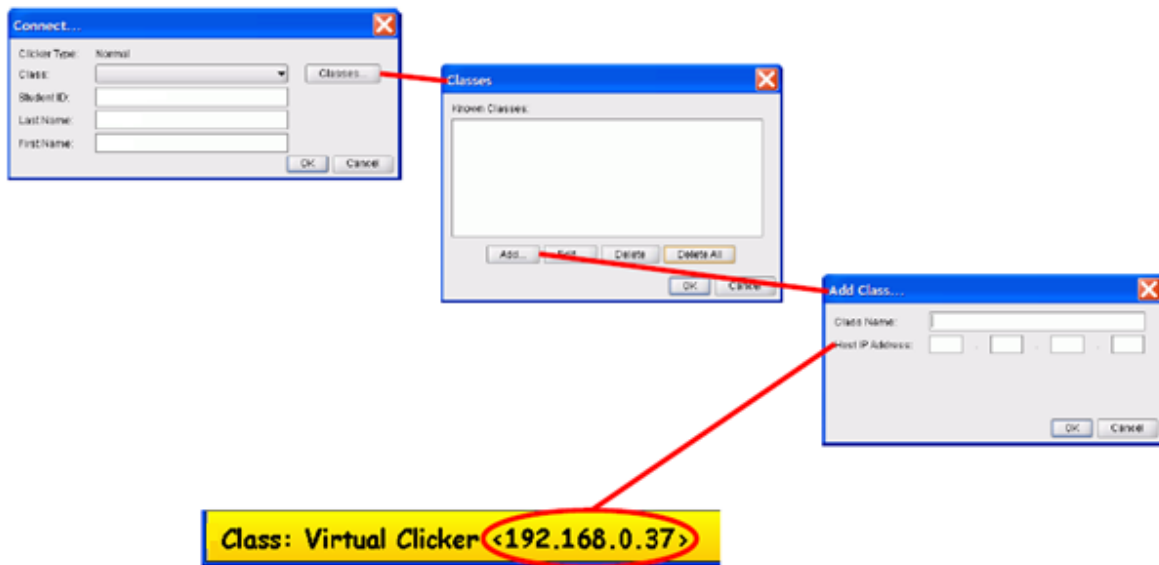 Connect...
Clicker Type: Normal
Class: Classes...
Student ID:
Last Name:
First Name:
OK Cancel
Classes
Known Classes:
Add... Edit... Delete Delete All
OK Cancel
Add Class...
Class Name:
Host IP Address: . . .
OK Cancel
Class: Virtual Clicker <192.168.0.37>